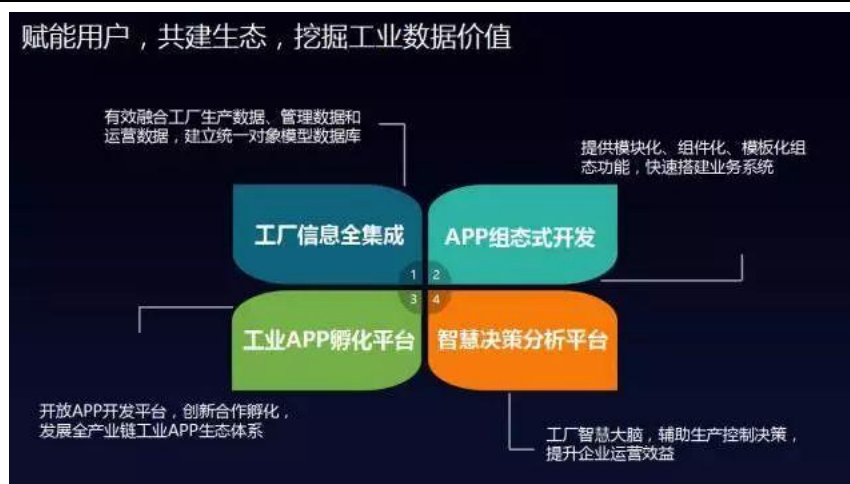 赋能用户，共建生态，挖掘工业数据价值
有效融合工厂生产数据、管理数据和
运营数据，建立统一对象模型数据库
提供模块化、组件化、模板化组
态功能，快速搭建业务系统
工厂信息全集成
APP组态式开发
1 2
3 4
工业APP孵化平台
智慧决策分析平台
开放APP开发平台，创新合作孵化，
发展全产业链工业APP生态体系
工厂智慧大脑，辅助生产控制决策，
提升企业运营效益